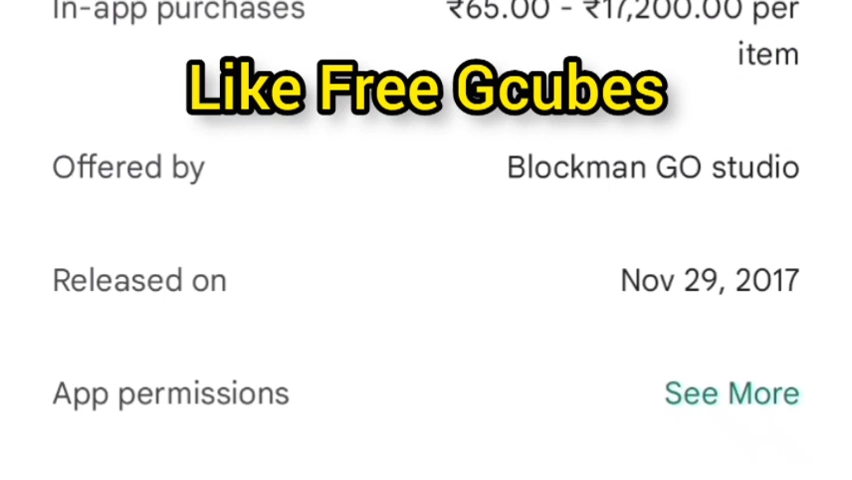 In-app purchases ₹65.00 - ₹17,200.00 per
item
Like Free Gcubes
Offered by Blockman GO studio
Released on Nov 29, 2017
App permissions See More